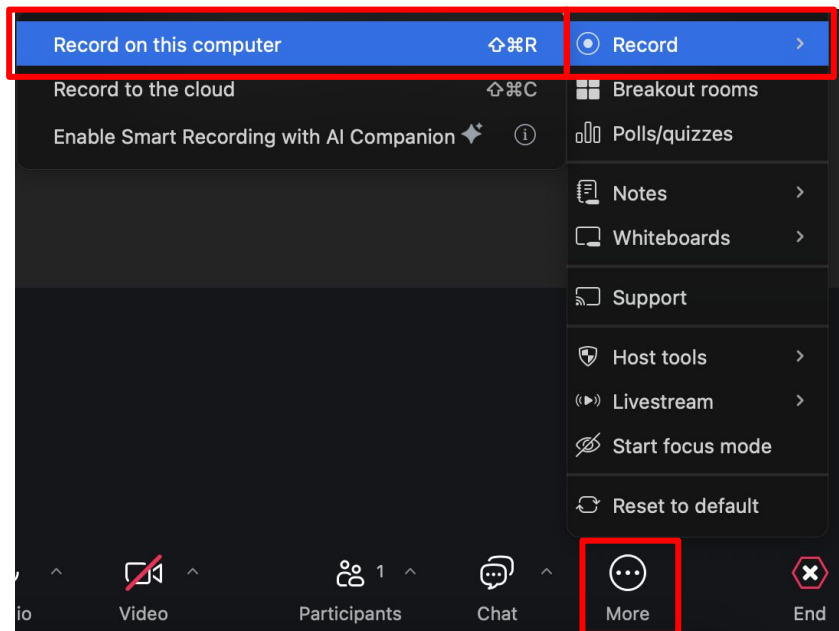 Record on this computer ⇧⌘R
Record to the cloud ⇧⌘C
Enable Smart Recording with AI Companion
Record
Breakout rooms
Polls/quizzes
Notes
Whiteboards
Support
Host tools
Livestream
Start focus mode
Reset to default
1
io Video Participants Chat More End